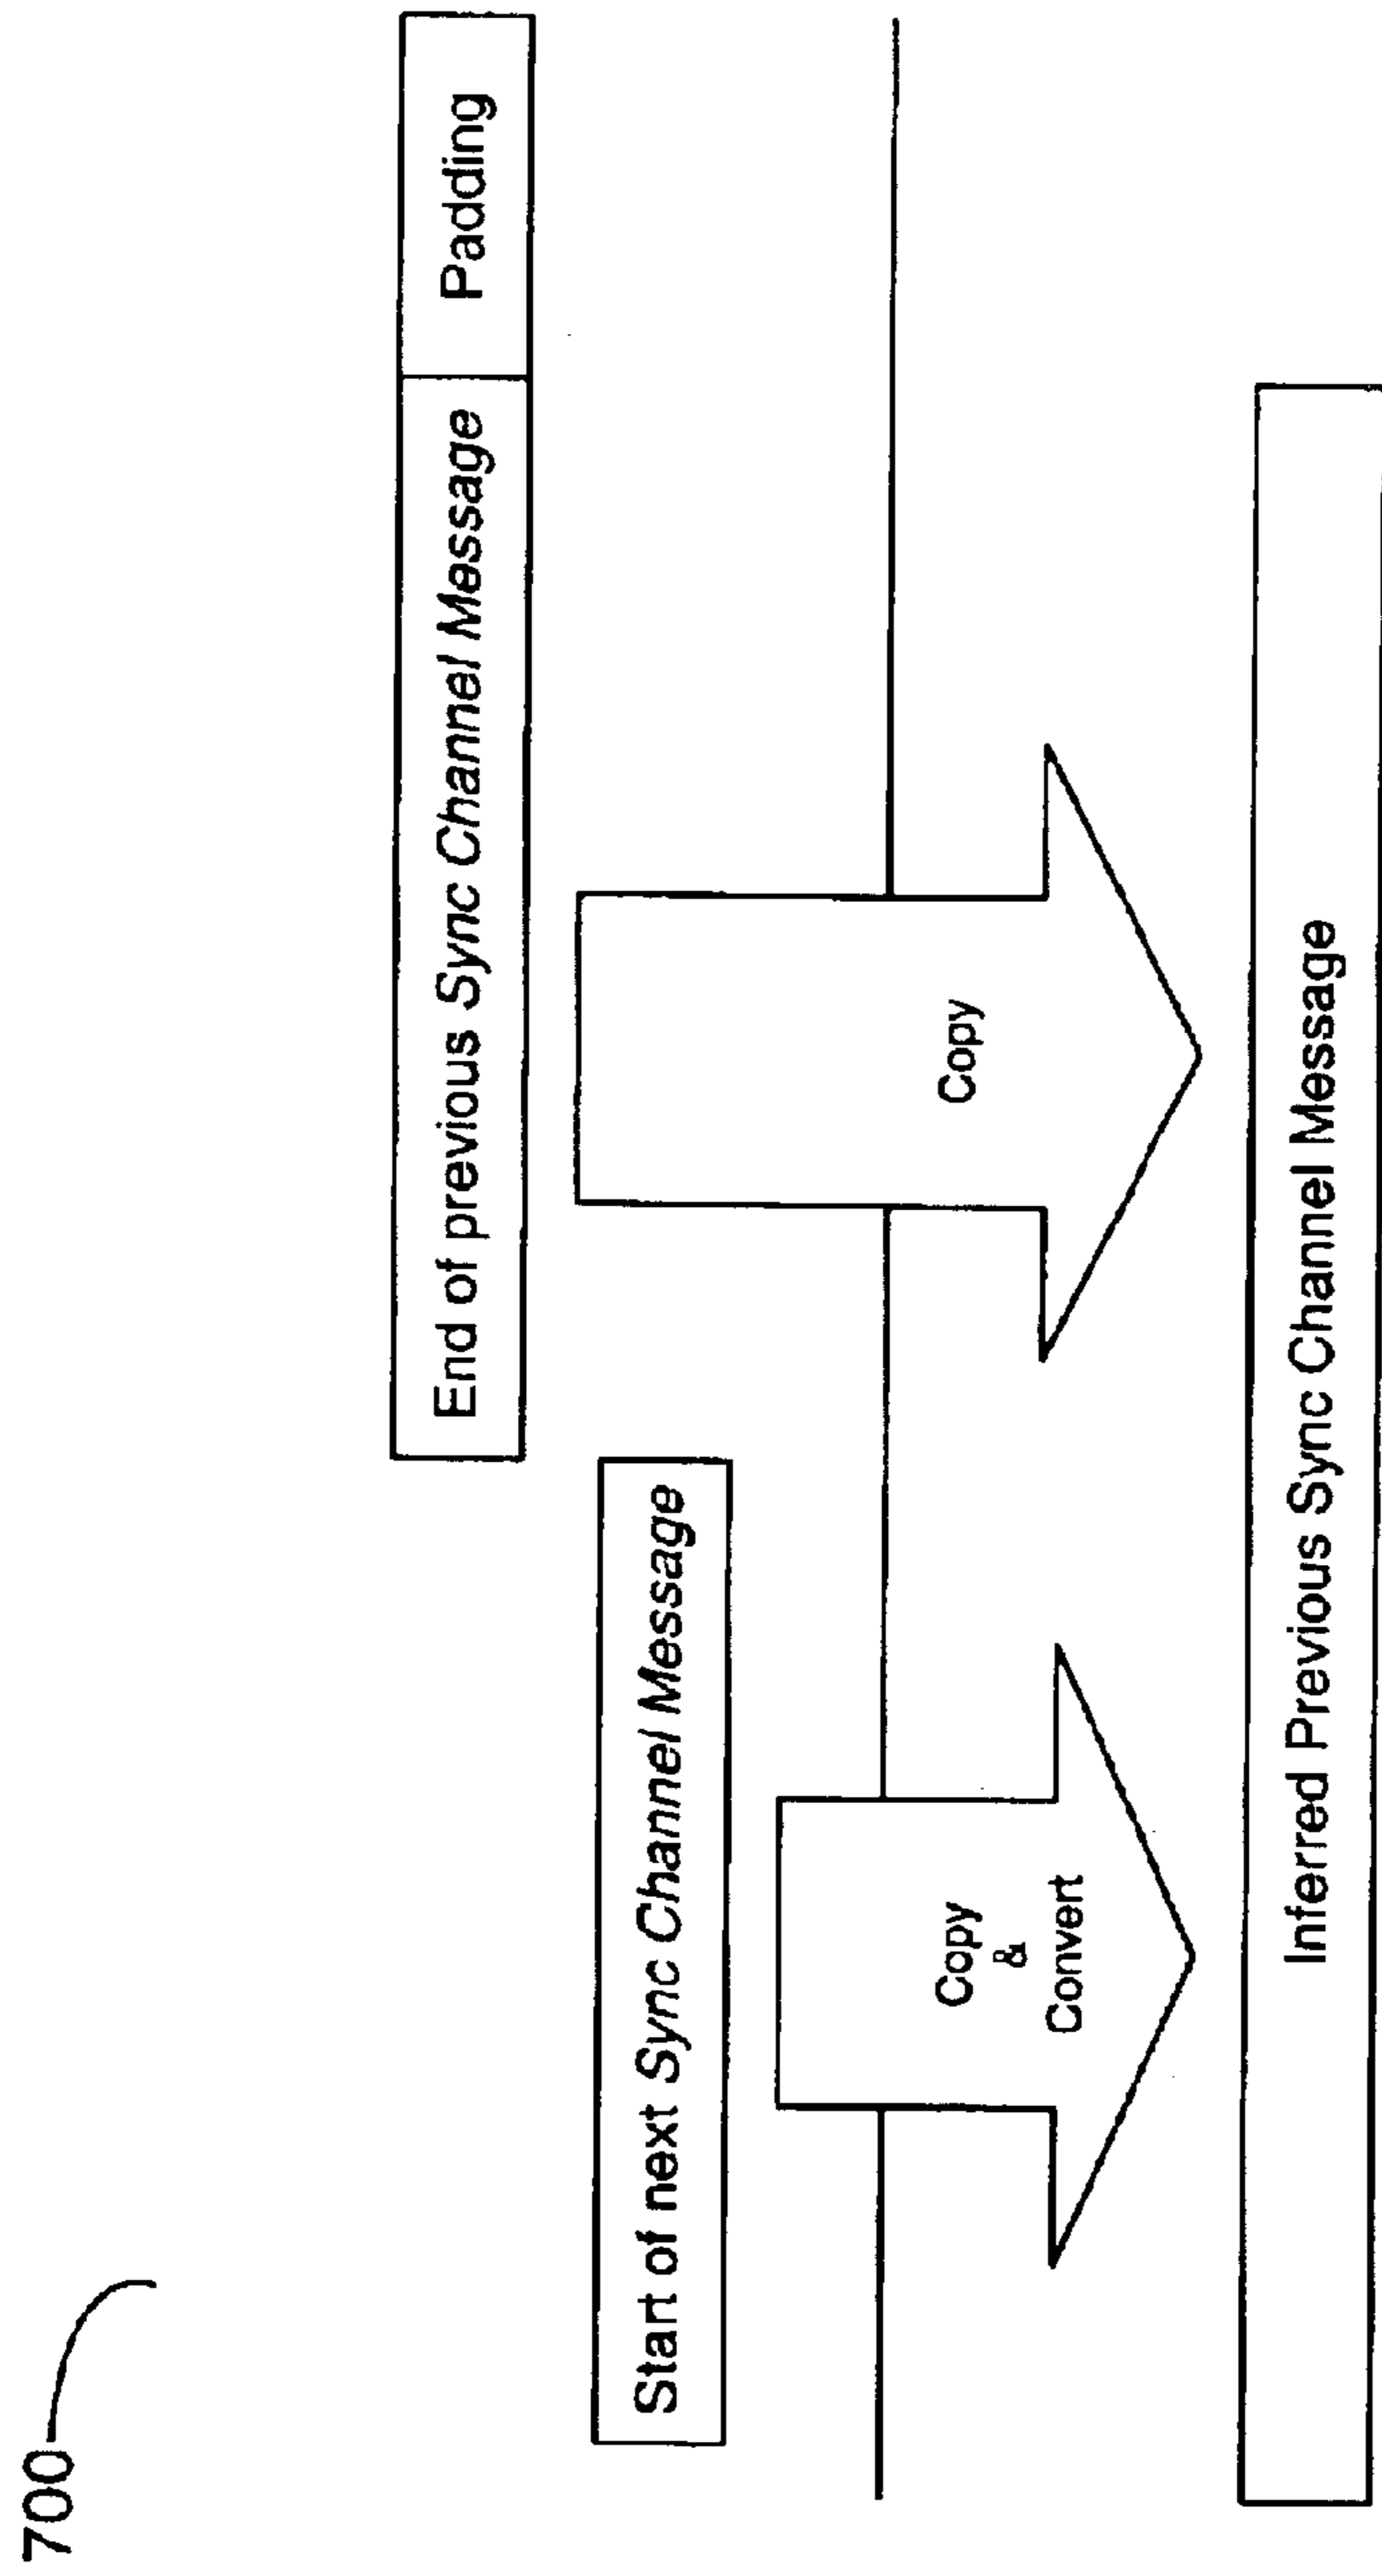 700
End of previous Sync Channel Message
Padding
Start of next Sync Channel Message
Copy
&
Convert
Copy
Inferred Previous Sync Channel Message